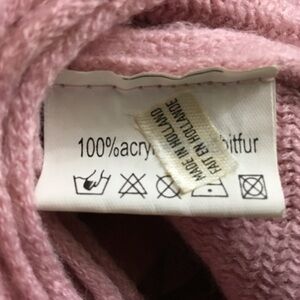 100%acry bitfur
MADE IN HOLLAND
FAIT EN HOLLANDE